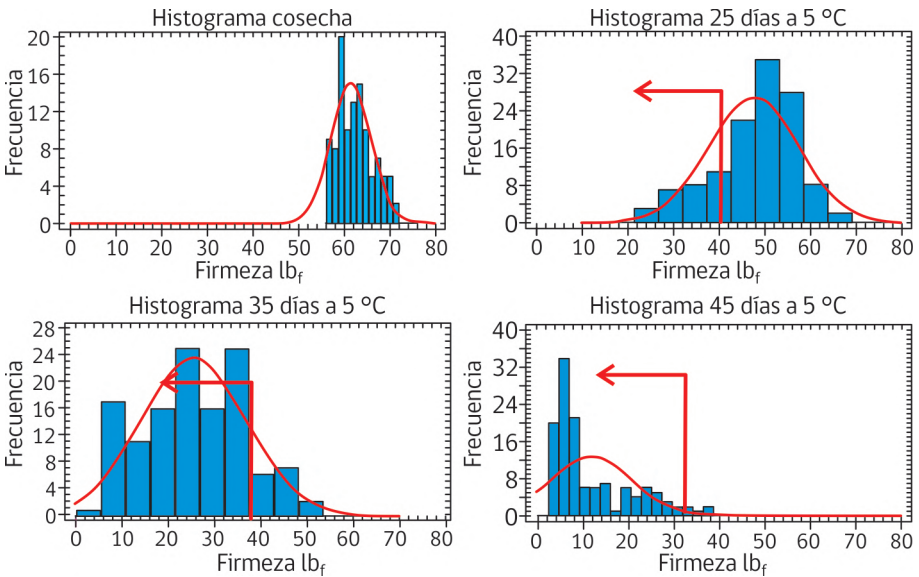 Histograma cosecha
Frecuencia
20
16
12
8
4
0
0 10 20 30 40 50 60 70 80
Firmeza lbf
Histograma 25 días a 5 °C
Frecuencia
40
32
24
16
8
0
0 10 20 30 40 50 60 70 80
Firmeza lbf
Histograma 35 días a 5 °C
Frecuencia
28
24
20
16
12
8
4
0
0 10 20 30 40 50 60 70 80
Firmeza lbf
Histograma 45 días a 5 °C
Frecuencia
40
32
24
16
8
0
0 10 20 30 40 50 60 70 80
Firmeza lbf